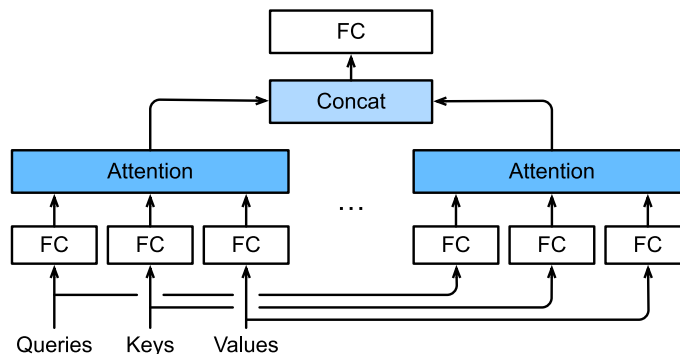 FC
Concat
Attention Attention
...
FC FC FC FC FC FC
Queries Keys Values